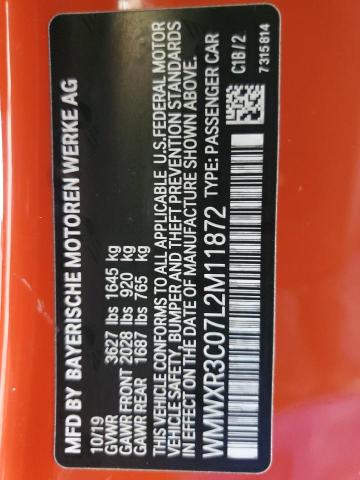 MFD BY BAYERISCHE MOTOREN WERKE AG
10/19
GVWR 3627 lbs 1645 kg
GAWR FRONT 2028 lbs 920 kg
GAWR REAR 1687 lbs 765 kg
THIS VEHICLE CONFORMS TO ALL APPLICABLE U.S.FEDERAL MOTOR
VEHICLE SAFETY, BUMPER AND THEFT PREVENTION STANDARDS
IN EFFECT ON THE DATE OF MANUFACTURE SHOWN ABOVE.
WMWXR3C07L2M11872 TYPE: PASSENGER CAR
C1B/2
7315814